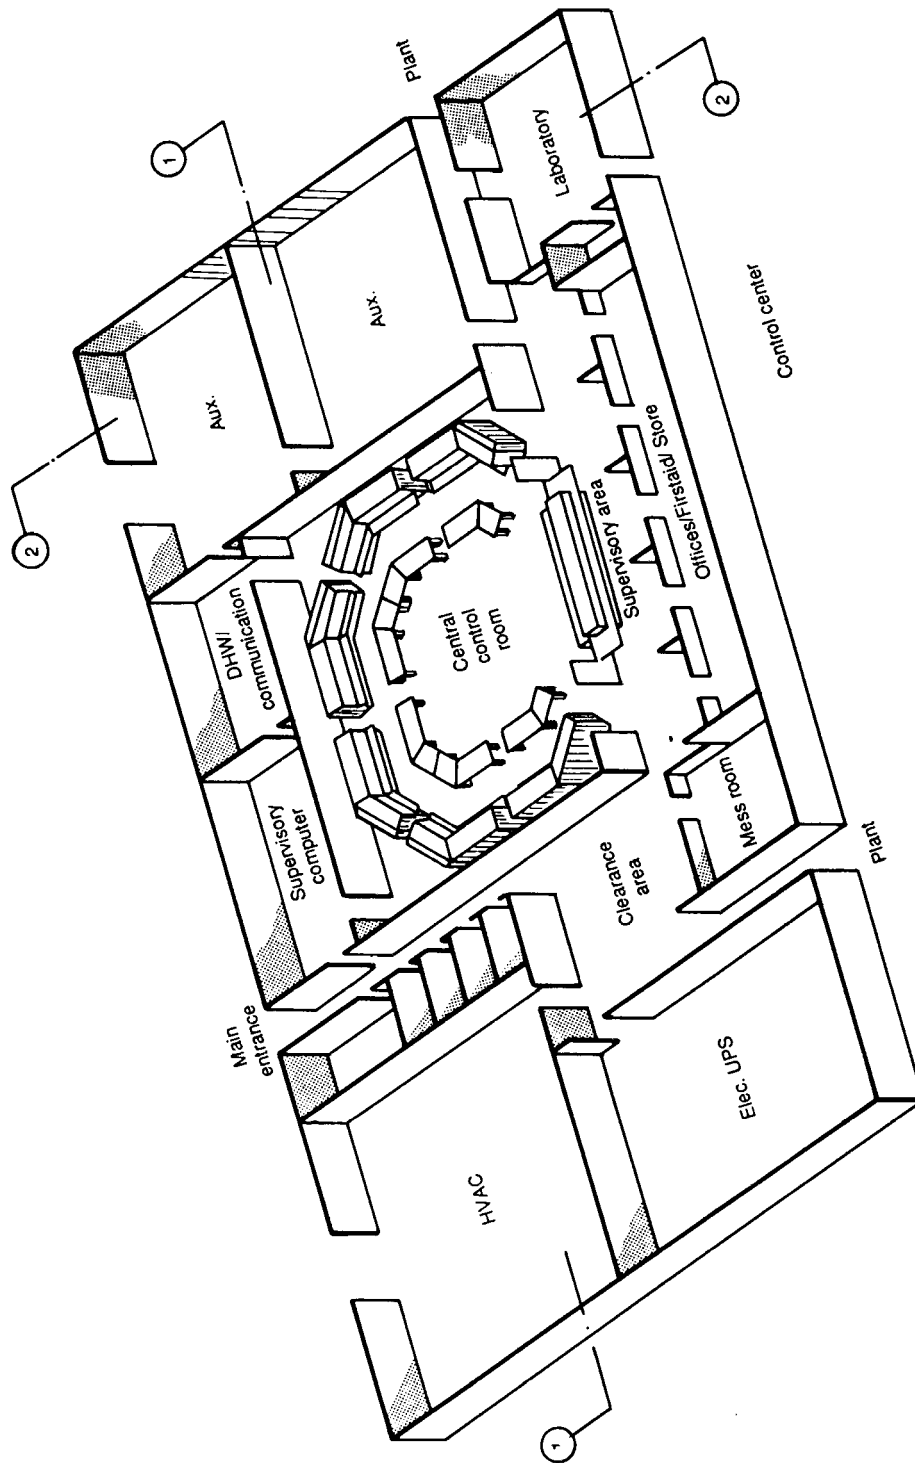 2
1
Plant
2
Aux.
Aux.
Laboratory
DHW/
communication
Supervisory
computer
Central
control
room
Supervisory area
Offices/Firstaid/ Store
Control center
Main
entrance
Clearance
area
Mess room
Plant
HVAC
Elec. UPS
1